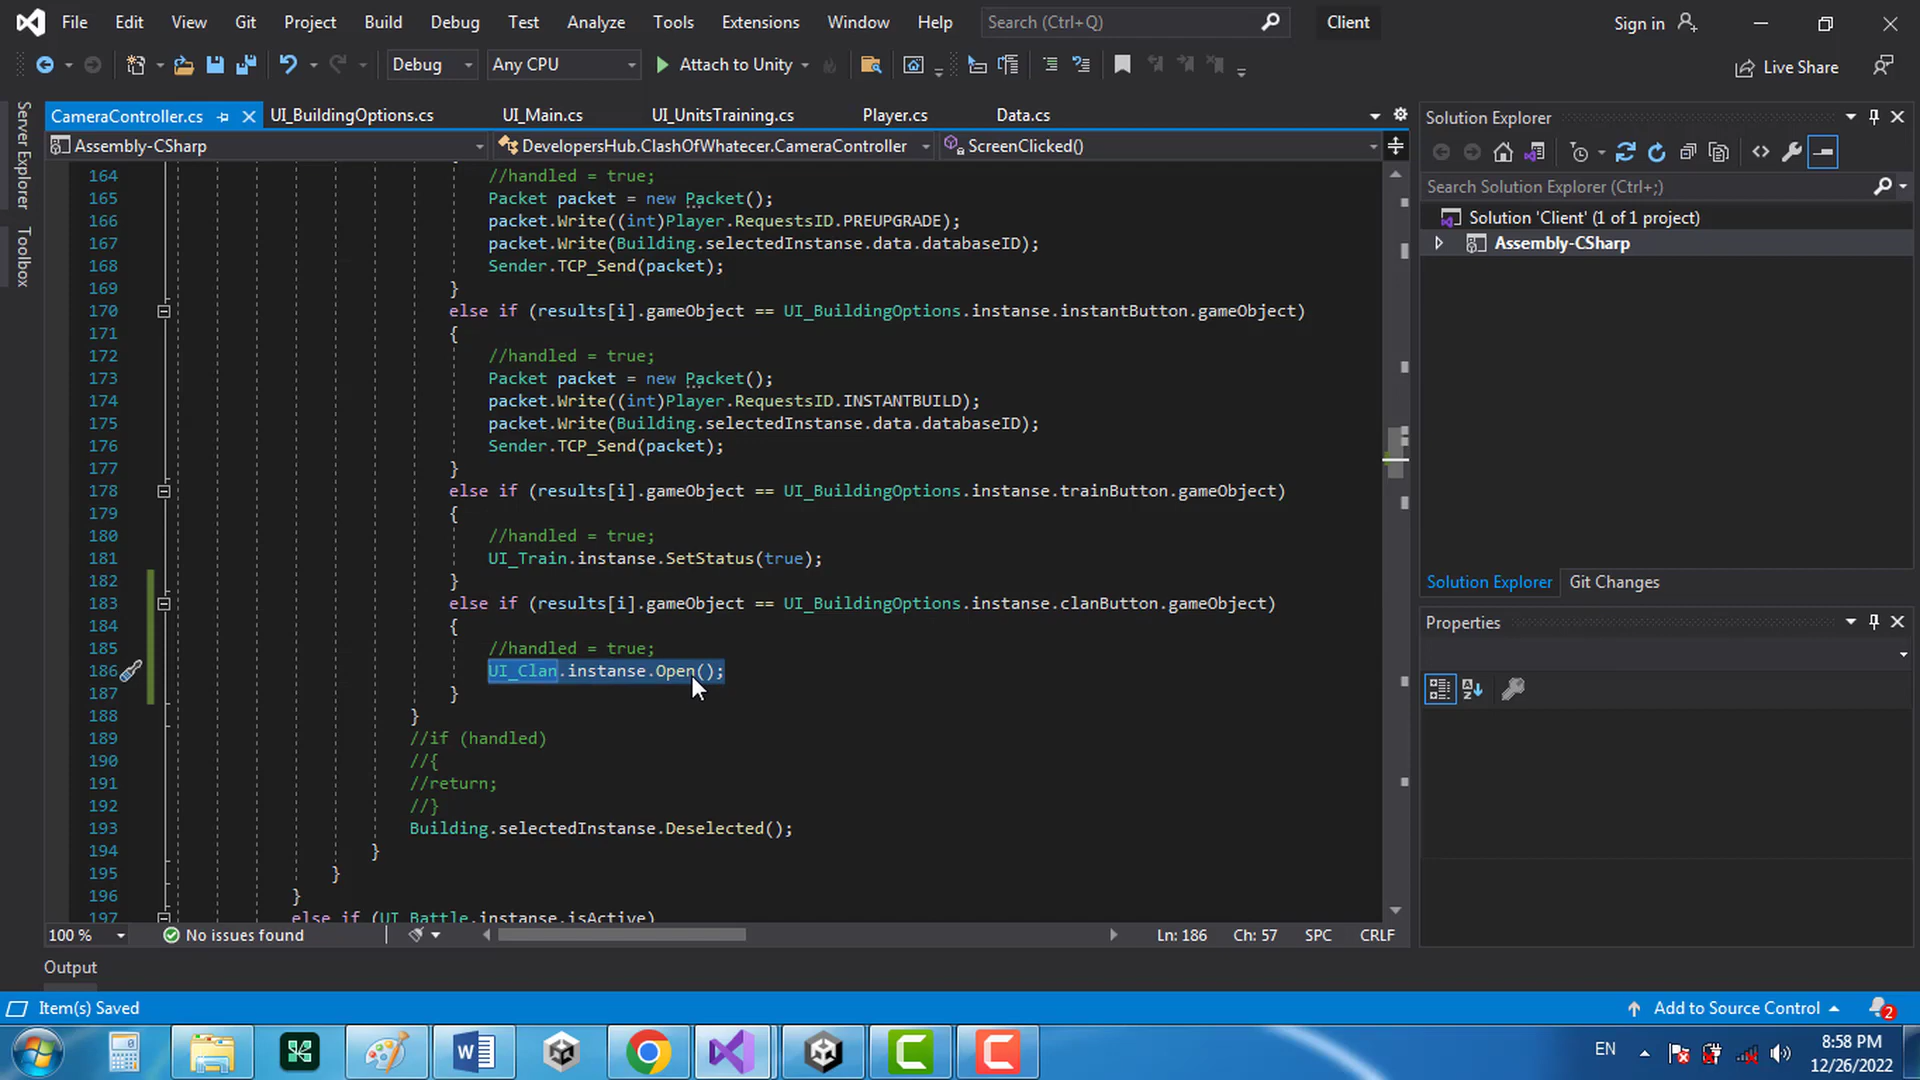 File Edit View Git Project Build Debug Test Analyze Tools Extensions Window Help Search (Ctrl+Q) Client Sign in
Debug Any CPU Attach to Unity Live Share
Server Explorer
Toolbox
CameraController.cs UI_BuildingOptions.cs UI_Main.cs UI_UnitsTraining.cs Player.cs Data.cs
Assembly-CSharp DevelopersHub.ClashOfWhatecer.CameraController ScreenClicked()
164 //handled = true;
165 Packet packet = new Packet();
166 packet.Write((int)Player.RequestsID.PREUPGRADE);
167 packet.Write(Building.selectedInstanse.data.databaseID);
168 Sender.TCP_Send(packet);
169 }
170 else if (results[i].gameObject == UI_BuildingOptions.instanse.instantButton.gameObject)
171 {
172 //handled = true;
173 Packet packet = new Packet();
174 packet.Write((int)Player.RequestsID.INSTANTBUILD);
175 packet.Write(Building.selectedInstanse.data.databaseID);
176 Sender.TCP_Send(packet);
177 }
178 else if (results[i].gameObject == UI_BuildingOptions.instanse.trainButton.gameObject)
179 {
180 //handled = true;
181 UI_Train.instanse.SetStatus(true);
182 }
183 else if (results[i].gameObject == UI_BuildingOptions.instanse.clanButton.gameObject)
184 {
185 //handled = true;
186 UI_Clan.instanse.Open();
187 }
188 }
189 //if (handled)
190 //{
191 //return;
192 //}
193 Building.selectedInstanse.Deselected();
194 }
195 }
196 }
197 else if (UI_Battle.instanse.isActive)
100 % No issues found Ln: 186 Ch: 57 SPC CRLF
Output
Solution Explorer
Search Solution Explorer (Ctrl+;)
Solution 'Client' (1 of 1 project)
Assembly-CSharp
Solution Explorer Git Changes
Properties
Item(s) Saved Add to Source Control 2
EN 8:58 PM
12/26/2022